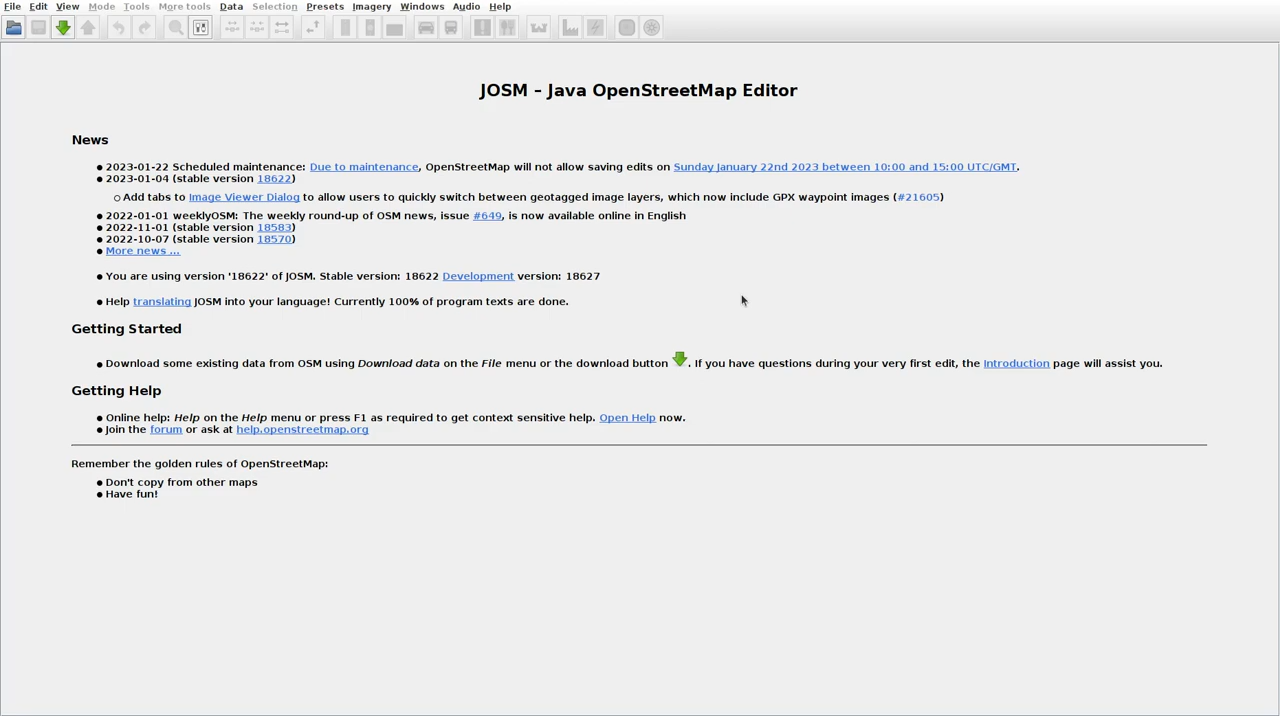 File Edit View Mode Tools More tools Data Selection Presets Imagery Windows Audio Help
JOSM – Java OpenStreetMap Editor
News
● 2023-01-22 Scheduled maintenance: Due to maintenance, OpenStreetMap will not allow saving edits on Sunday January 22nd 2023 between 10:00 and 15:00 UTC/GMT.
● 2023-01-04 (stable version 18622)
○ Add tabs to Image Viewer Dialog to allow users to quickly switch between geotagged image layers, which now include GPX waypoint images (#21605)
● 2022-01-01 weeklyOSM: The weekly round-up of OSM news, issue #649, is now available online in English
● 2022-11-01 (stable version 18583)
● 2022-10-07 (stable version 18570)
● More news ...
● You are using version '18622' of JOSM. Stable version: 18622 Development version: 18627
● Help translating JOSM into your language! Currently 100% of program texts are done.
Getting Started
● Download some existing data from OSM using Download data on the File menu or the download button . If you have questions during your very first edit, the Introduction page will assist you.
Getting Help
● Online help: Help on the Help menu or press F1 as required to get context sensitive help. Open Help now.
● Join the forum or ask at help.openstreetmap.org
Remember the golden rules of OpenStreetMap:
● Don't copy from other maps
● Have fun!